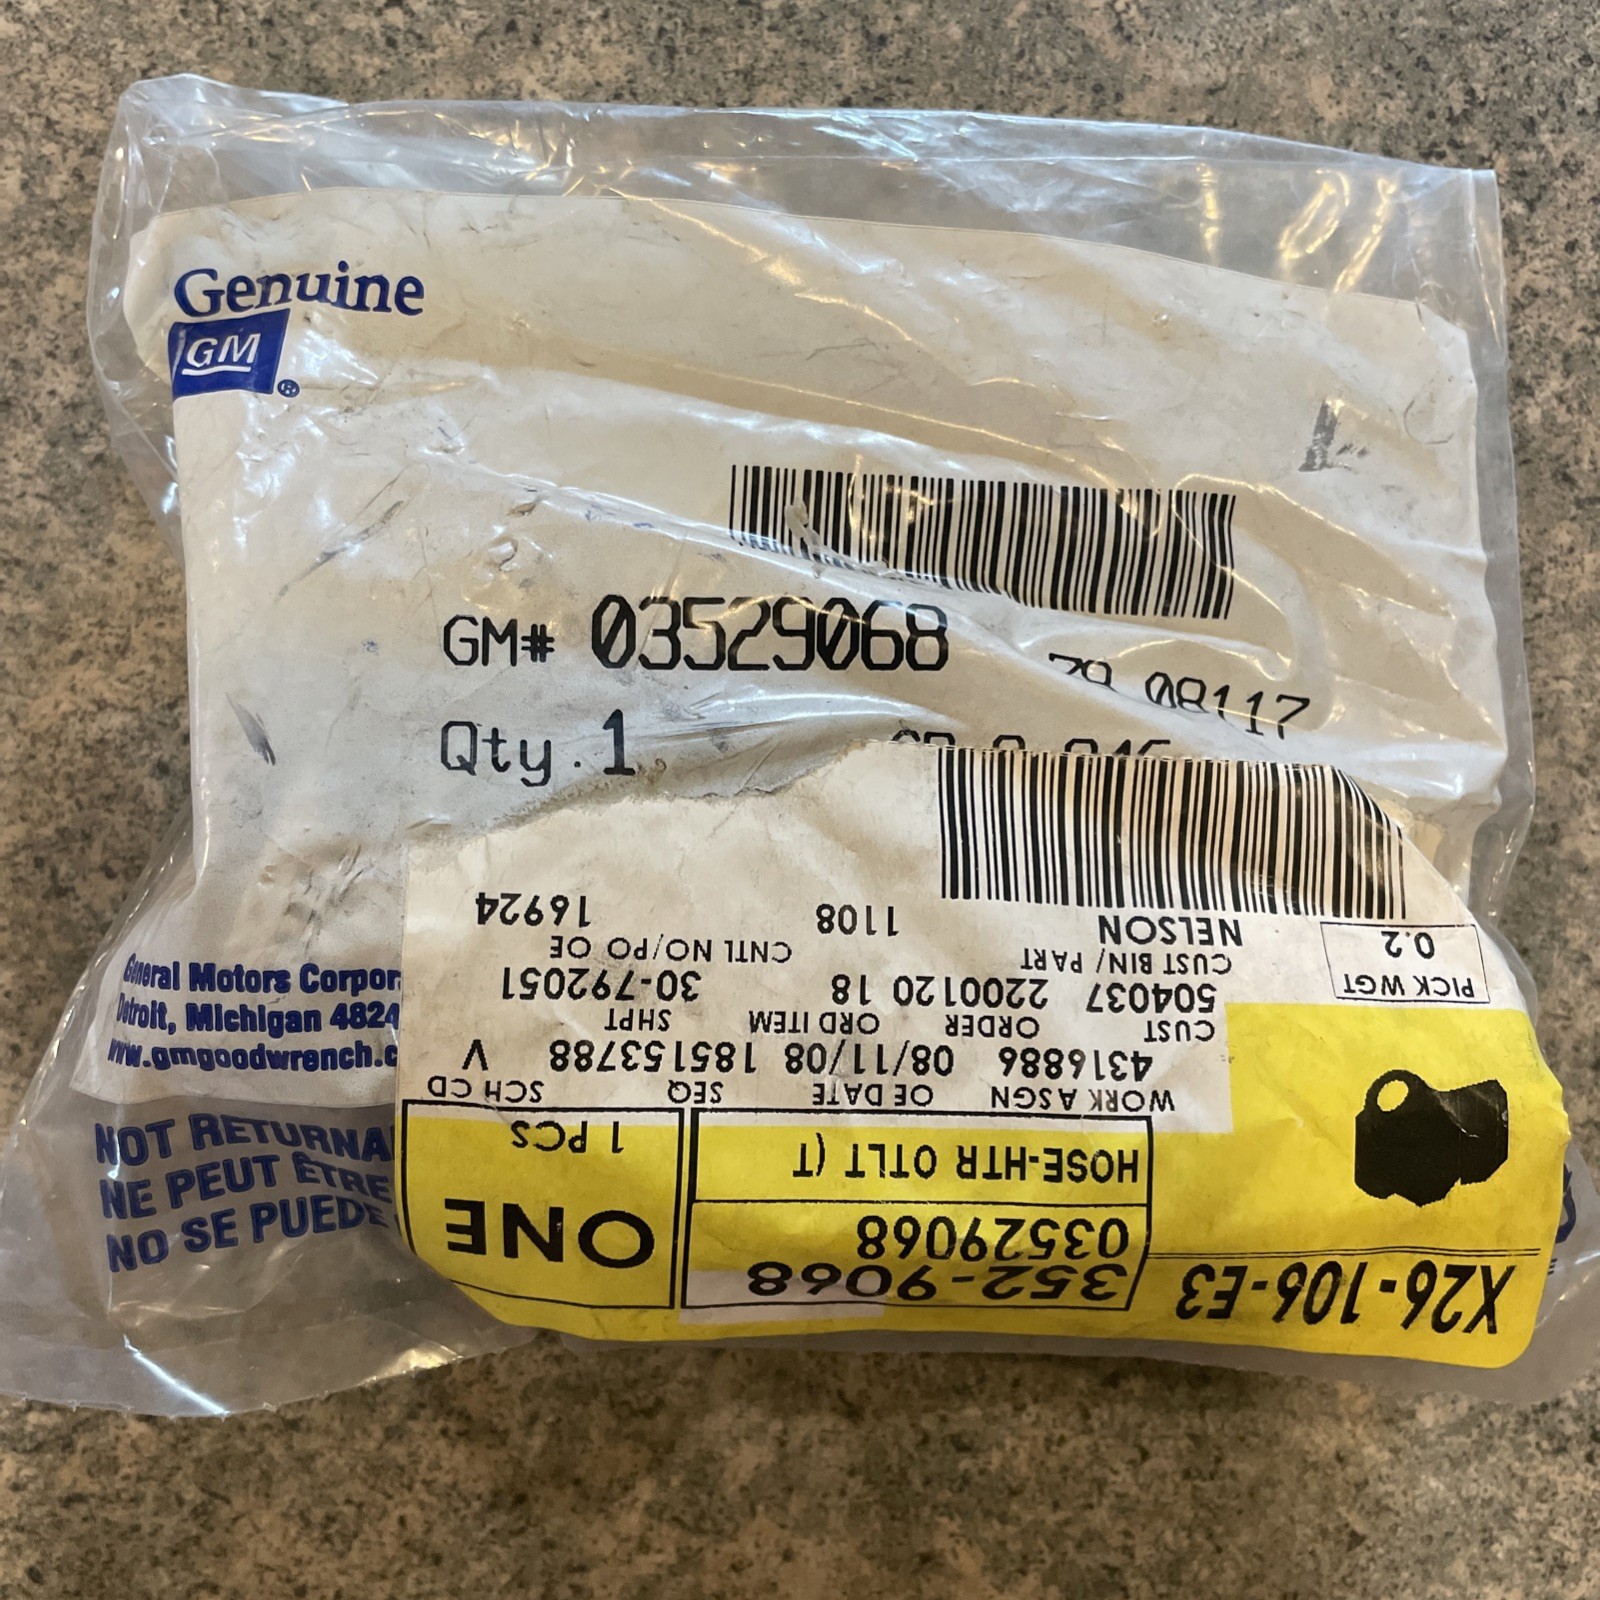 Genuine
GM®
GM# 03529068
08117
Qty.1
General Motors Corpor
Detroit, Michigan 4824
www.gmgoodwrench.c
NOT RETURNA
NE PEUT ÊTRE
NO SE PUEDE
X26-106-E3
352-9068
03529068
HOSE-HTR OTLT (T
ONE
1 PCS
WORK ASGN OE DATE SEQ SCH CD
4316886 08/11/08 185153788 V
CUST ORDER ORD ITEM SHPT
504037 2200120 18 30-792051
CUST BIN/ PART CNTL NO/PO OE
NELSON 1108 16924
PICK WGT
0.2